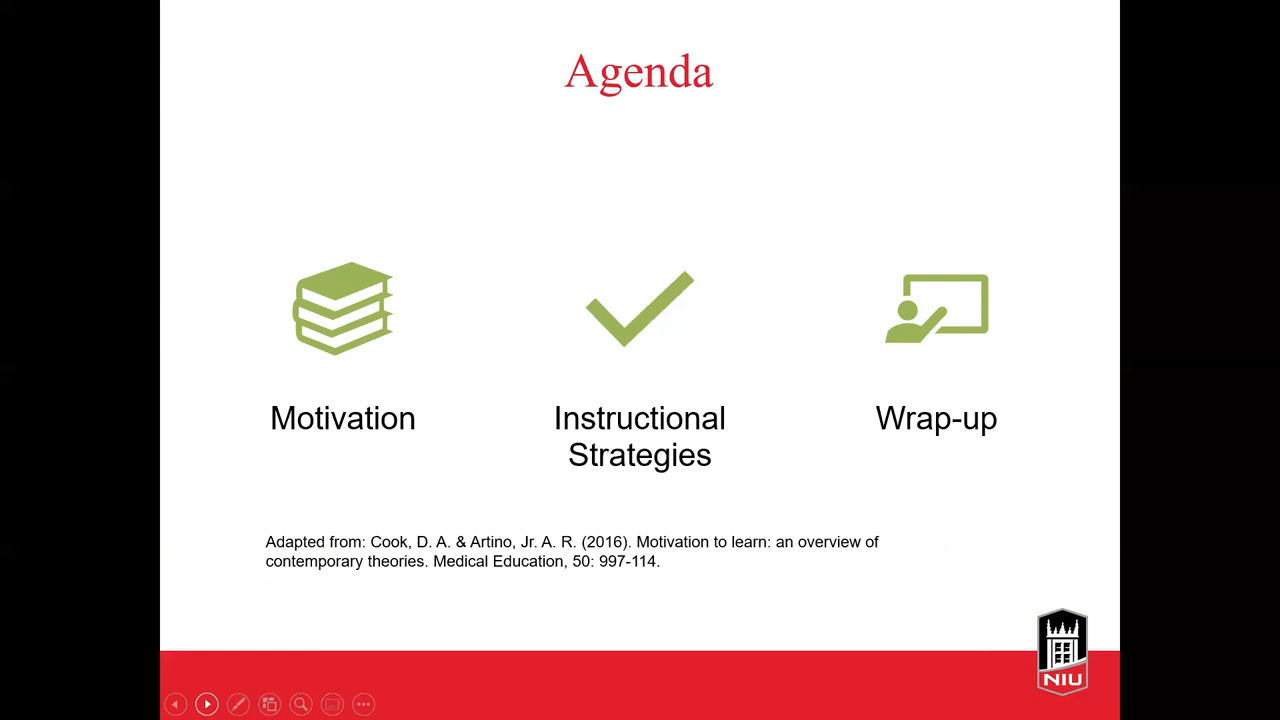 Agenda
Motivation
Instructional
Strategies
Wrap-up
Adapted from: Cook, D. A. & Artino, Jr. A. R. (2016). Motivation to learn: an overview of
contemporary theories. Medical Education, 50: 997-114.
NIU